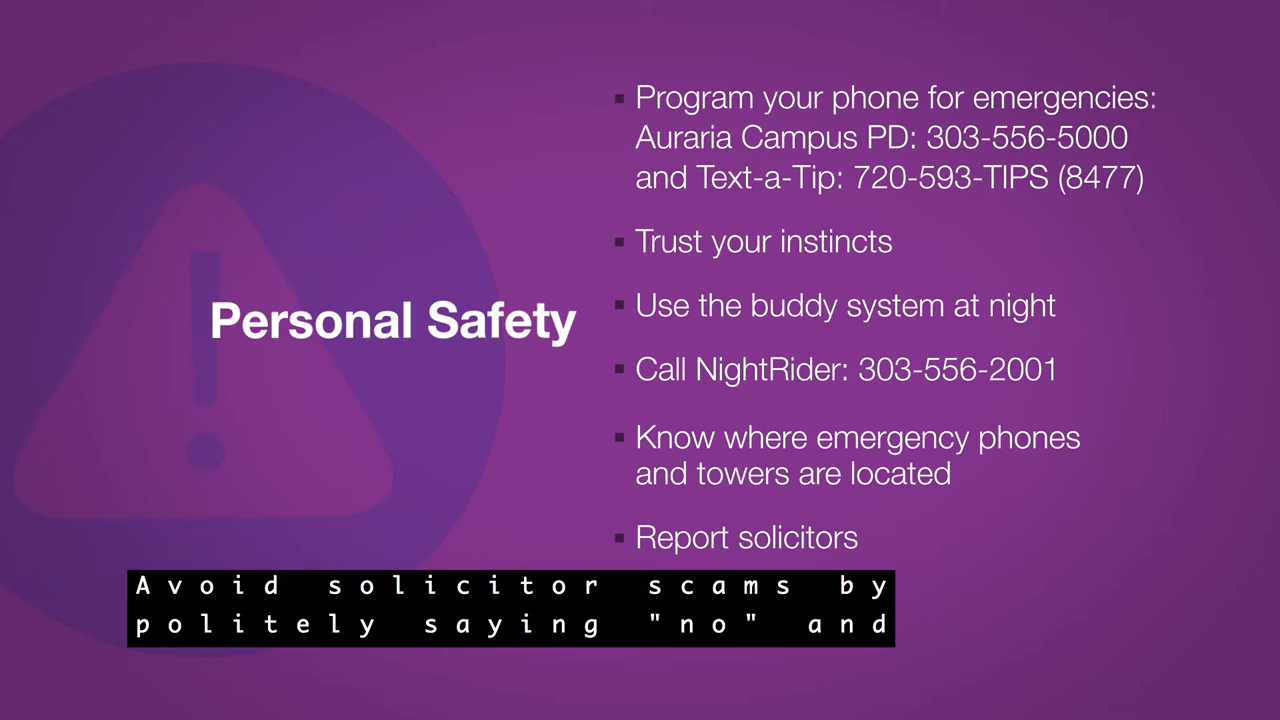 Personal Safety
Program your phone for emergencies:
Auraria Campus PD: 303-556-5000
and Text-a-Tip: 720-593-TIPS (8477)
Trust your instincts
Use the buddy system at night
Call NightRider: 303-556-2001
Know where emergency phones
and towers are located
Report solicitors
Avoid solicitor scams by
politely saying "no" and